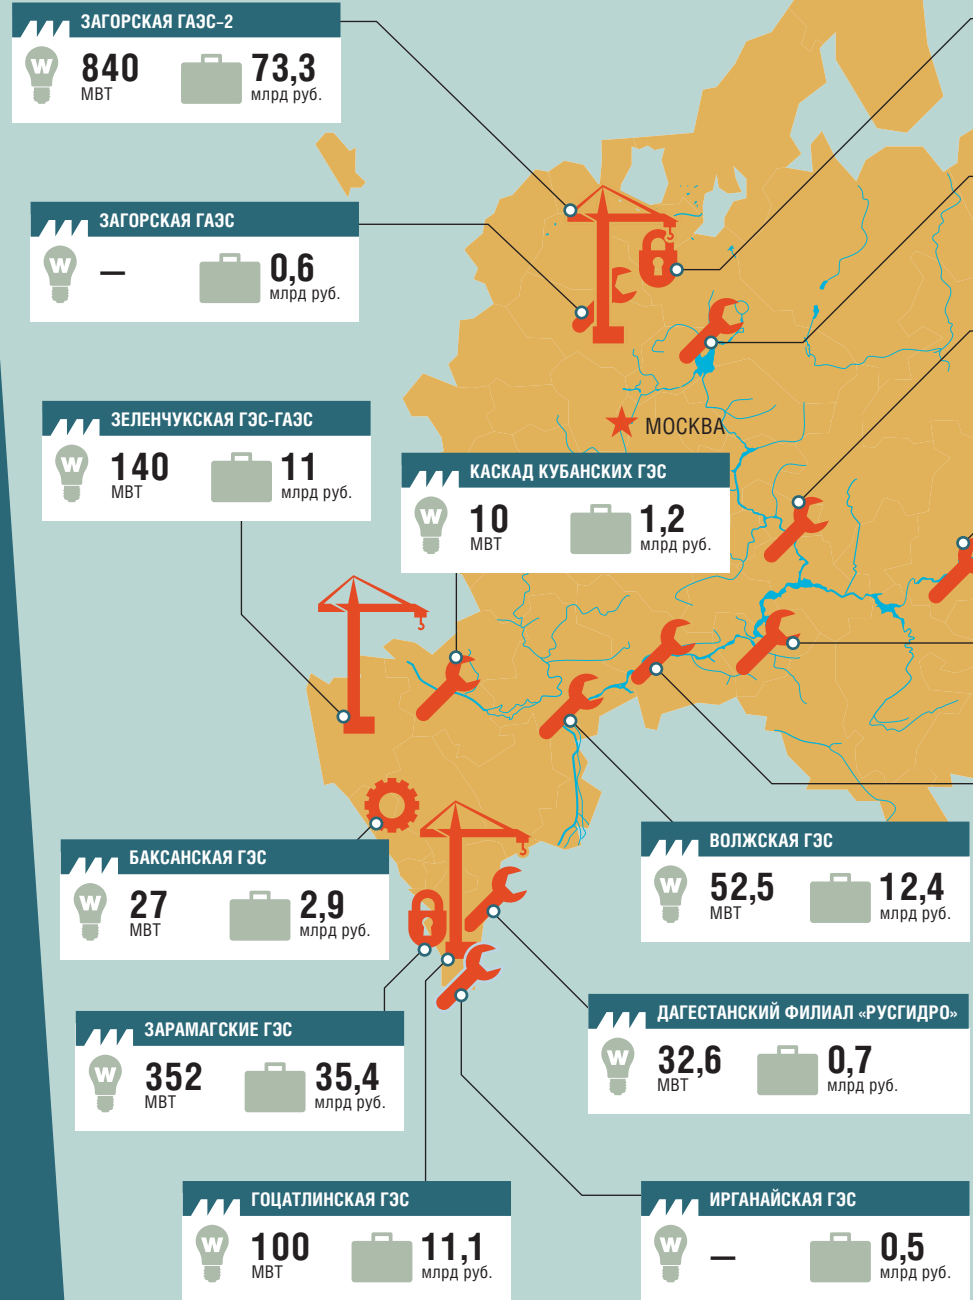 ЗАГОРСКАЯ ГАЭС-2
W
840
МВТ
73,3
млрд руб.
ЗАГОРСКАЯ ГАЭС
W
—
0,6
млрд руб.
ЗЕЛЕНЧУКСКАЯ ГЭС-ГАЭС
W
140
МВТ
11
млрд руб.
МОСКВА
КАСКАД КУБАНСКИХ ГЭС
W
10
МВТ
1,2
млрд руб.
БАКСАНСКАЯ ГЭС
W
27
МВТ
2,9
млрд руб.
ВОЛЖСКАЯ ГЭС
W
52,5
МВТ
12,4
млрд руб.
ЗАРАМАГСКИЕ ГЭС
W
352
МВТ
35,4
млрд руб.
ДАГЕСТАНСКИЙ ФИЛИАЛ «РУСГИДРО»
W
32,6
МВТ
0,7
млрд руб.
ГОЦАТЛИНСКАЯ ГЭС
W
100
МВТ
11,1
млрд руб.
ИРГАНАЙСКАЯ ГЭС
W
—
0,5
млрд руб.